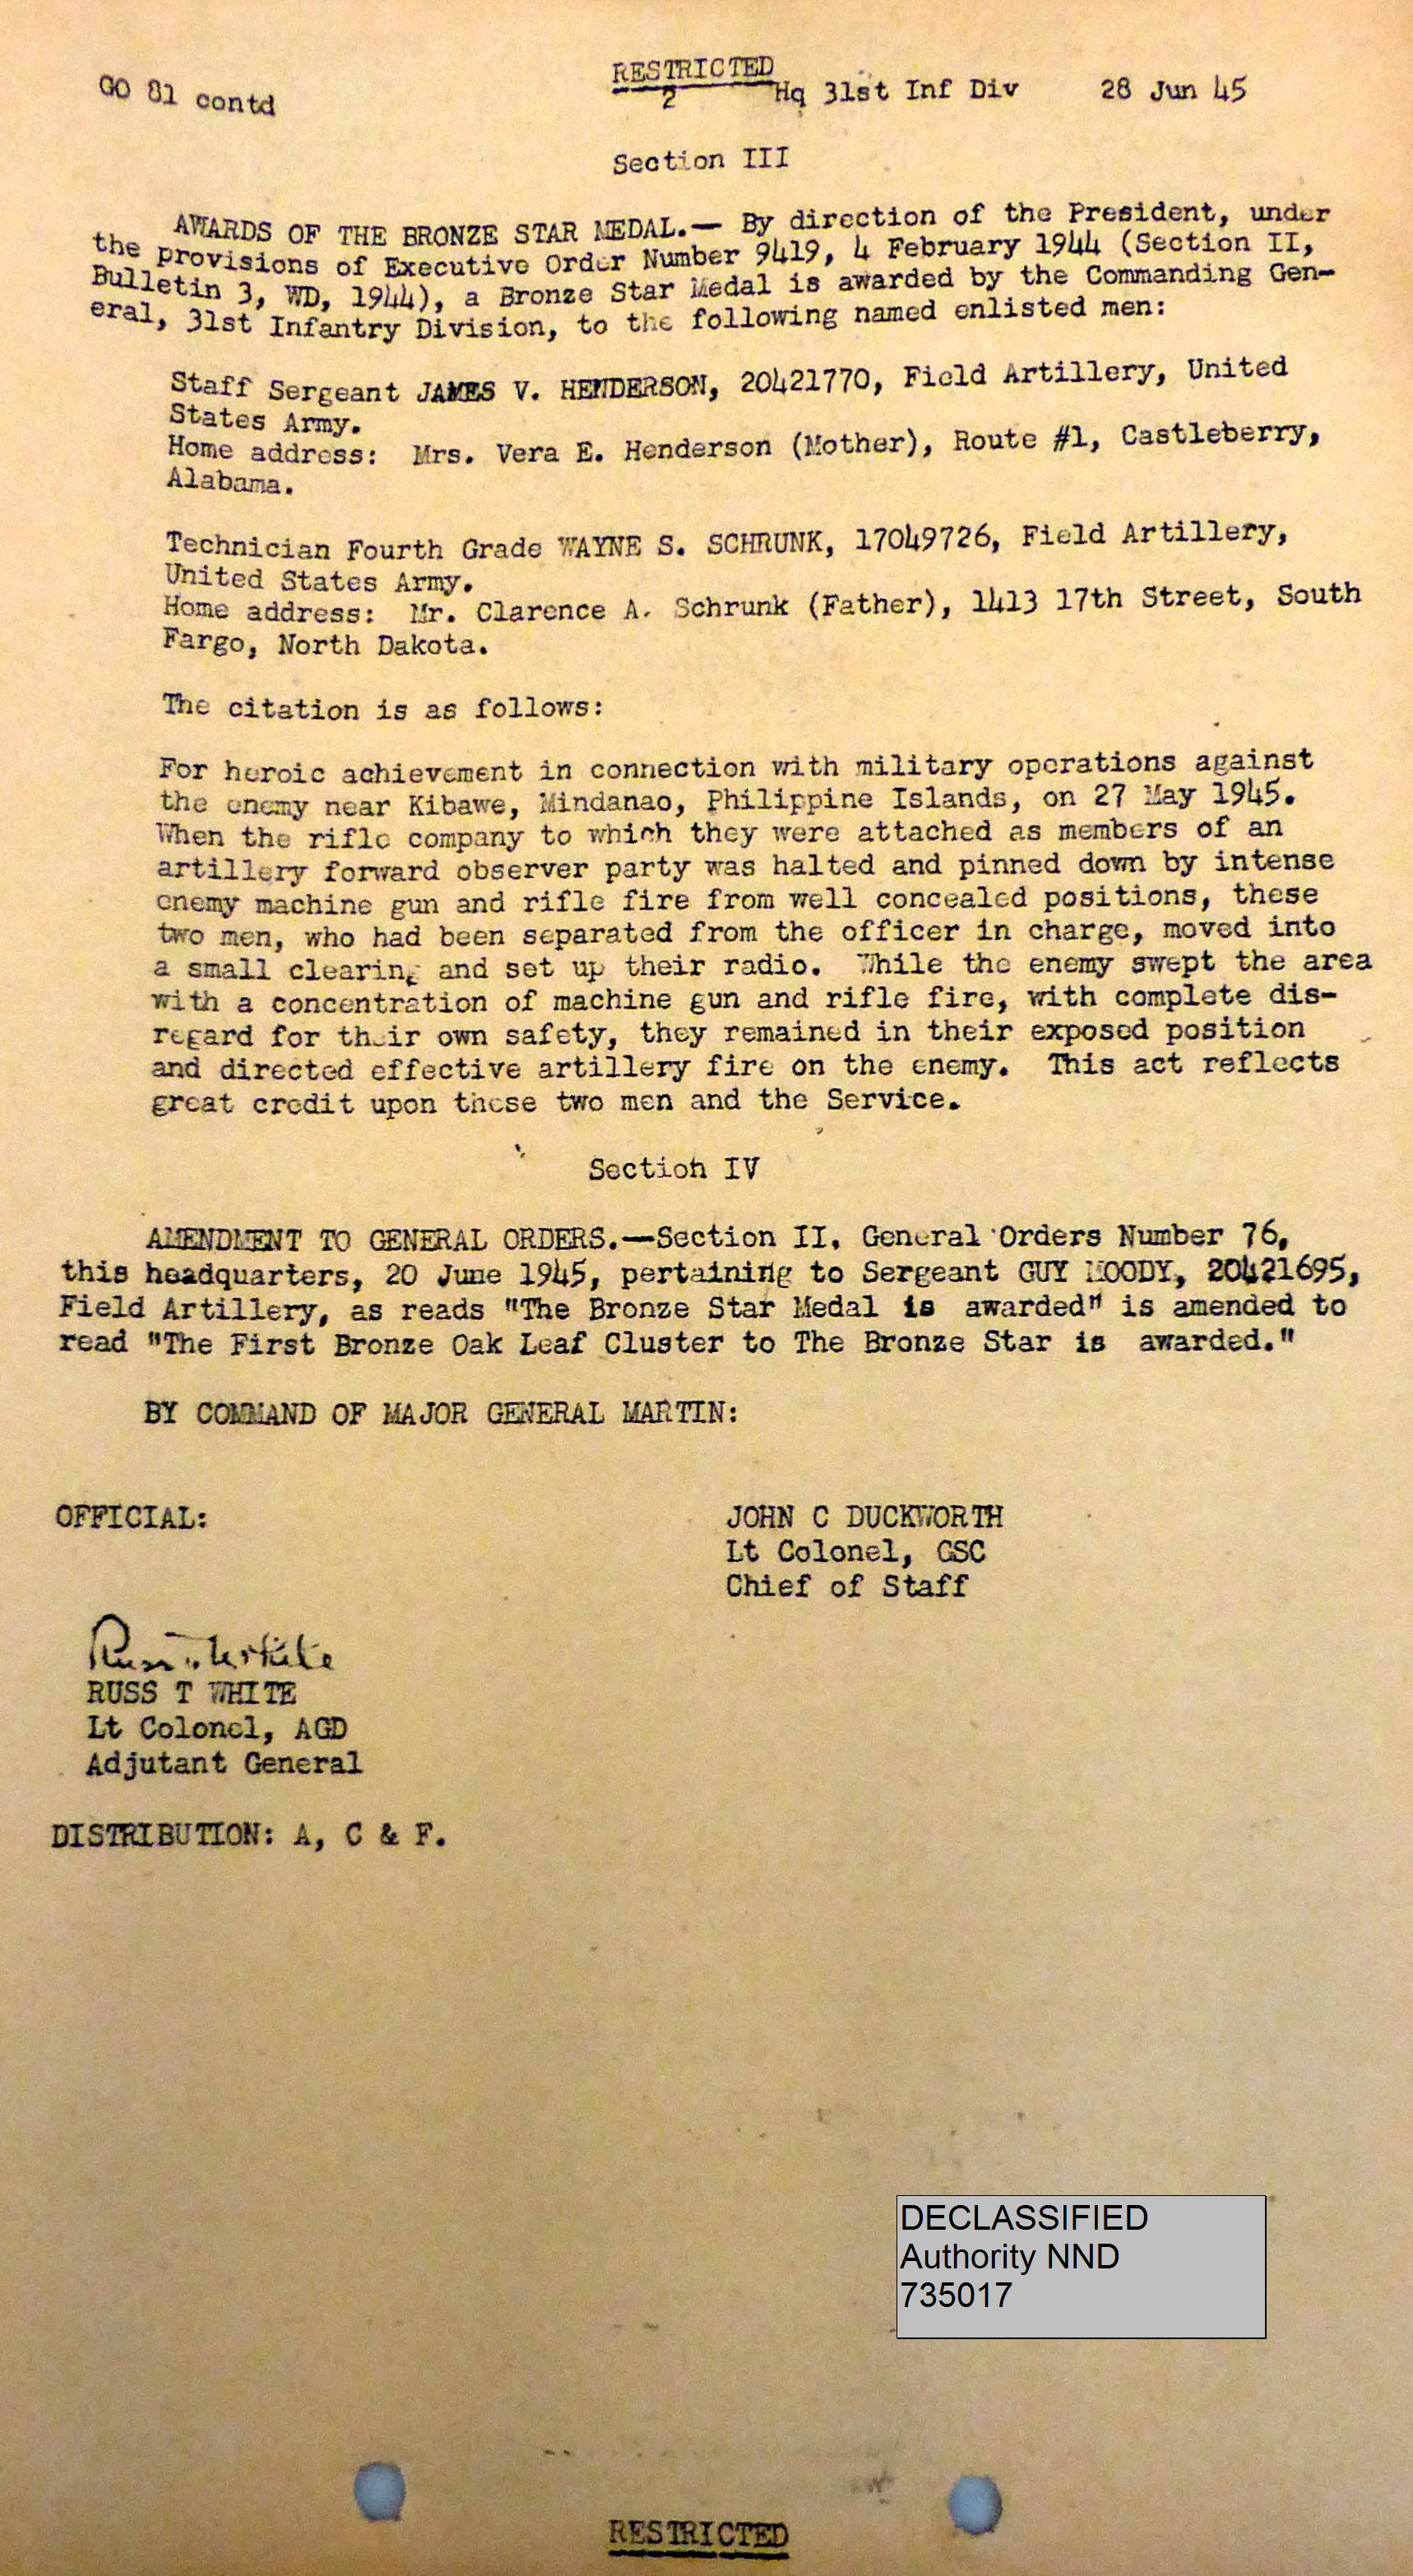 RESTRICTED
GO 81 contd 2 Hq 31st Inf Div 28 Jun 45
Section III
AWARDS OF THE BRONZE STAR MEDAL.— By direction of the President, under
the provisions of Executive Order Number 9419, 4 February 1944 (Section II,
Bulletin 3, WD, 1944), a Bronze Star Medal is awarded by the Commanding Gen-
eral, 31st Infantry Division, to the following named enlisted men:
Staff Sergeant JAMES V. HENDERSON, 20421770, Field Artillery, United
States Army.
Home address: Mrs. Vera E. Henderson (Mother), Route #1, Castleberry,
Alabama.
Technician Fourth Grade WAYNE S. SCHRUNK, 17049726, Field Artillery,
United States Army.
Home address: Mr. Clarence A. Schrunk (Father), 1413 17th Street, South
Fargo, North Dakota.
The citation is as follows:
For heroic achievement in connection with military operations against
the enemy near Kibawe, Mindanao, Philippine Islands, on 27 May 1945.
When the rifle company to which they were attached as members of an
artillery forward observer party was halted and pinned down by intense
enemy machine gun and rifle fire from well concealed positions, these
two men, who had been separated from the officer in charge, moved into
a small clearing and set up their radio. While the enemy swept the area
with a concentration of machine gun and rifle fire, with complete dis-
regard for their own safety, they remained in their exposed position
and directed effective artillery fire on the enemy. This act reflects
great credit upon these two men and the Service.
Section IV
AMENDMENT TO GENERAL ORDERS.—Section II. General Orders Number 76,
this headquarters, 20 June 1945, pertaining to Sergeant GUY MOODY, 20421695,
Field Artillery, as reads "The Bronze Star Medal is awarded" is amended to
read "The First Bronze Oak Leaf Cluster to The Bronze Star is awarded."
BY COMMAND OF MAJOR GENERAL MARTIN:
OFFICIAL: JOHN C DUCKWORTH
Lt Colonel, GSC
Chief of Staff
Russ T White
RUSS T WHITE
Lt Colonel, AGD
Adjutant General
DISTRIBUTION: A, C & F.
DECLASSIFIED
Authority NND
735017
RESTRICTED